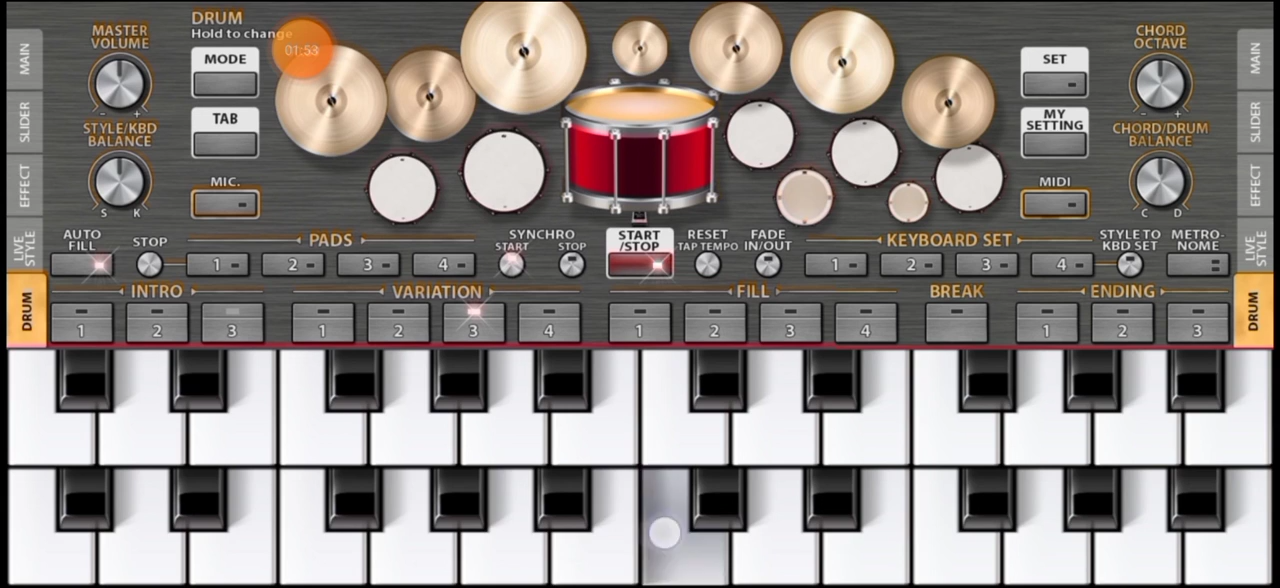 DRUM
Hold to change
01:53
MASTER
VOLUME
- +
STYLE/KBD
BALANCE
S K
MODE
TAB
MIC.
SET
MY
SETTING
MIDI
CHORD
OCTAVE
- +
CHORD/DRUM
BALANCE
C D
MAIN
SLIDER
EFFECT
LIVE
STYLE
DRUM
MAIN
SLIDER
EFFECT
LIVE
STYLE
DRUM
AUTO
FILL
STOP
PADS
1 2 3 4
SYNCHRO
START STOP
START
/STOP
RESET
TAP TEMPO
FADE
IN/OUT
KEYBOARD SET
1 2 3 4
STYLE TO
KBD SET
METRO-
NOME
INTRO
1 2 3
VARIATION
1 2 3 4
FILL
1 2 3 4
BREAK
ENDING
1 2 3